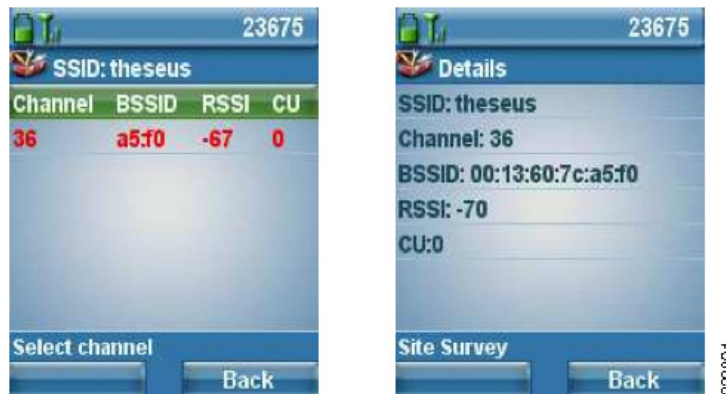 23675
SSID: theseus
Channel BSSID RSSI CU
36 a5:f0 -67 0
Select channel
Back
23675
Details
SSID: theseus
Channel: 36
BSSID: 00:13:60:7c:a5:f0
RSSI: -70
CU:0
Site Survey
Back